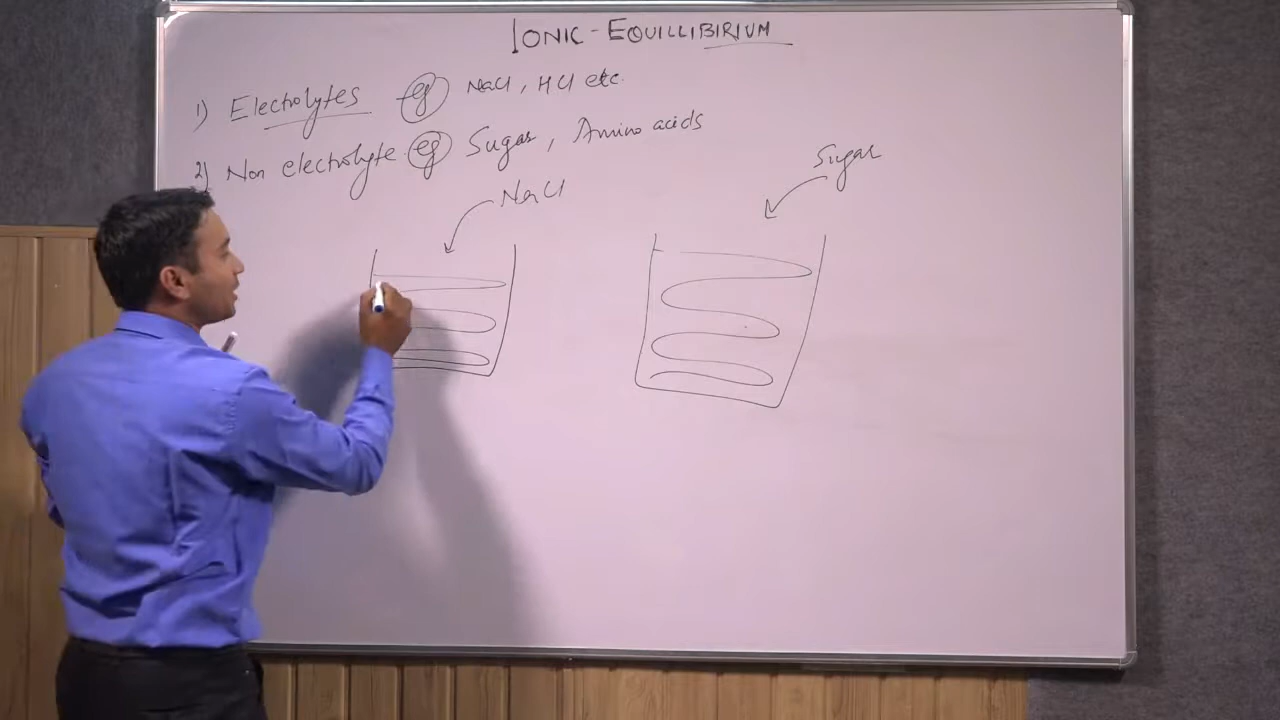 IONIC-EQUILLIBIRIUM
1) Electrolytes eg NaCl, HCl etc.
2) Non electrolyte. eg Sugar, Amino acids
NaCl
Sugar